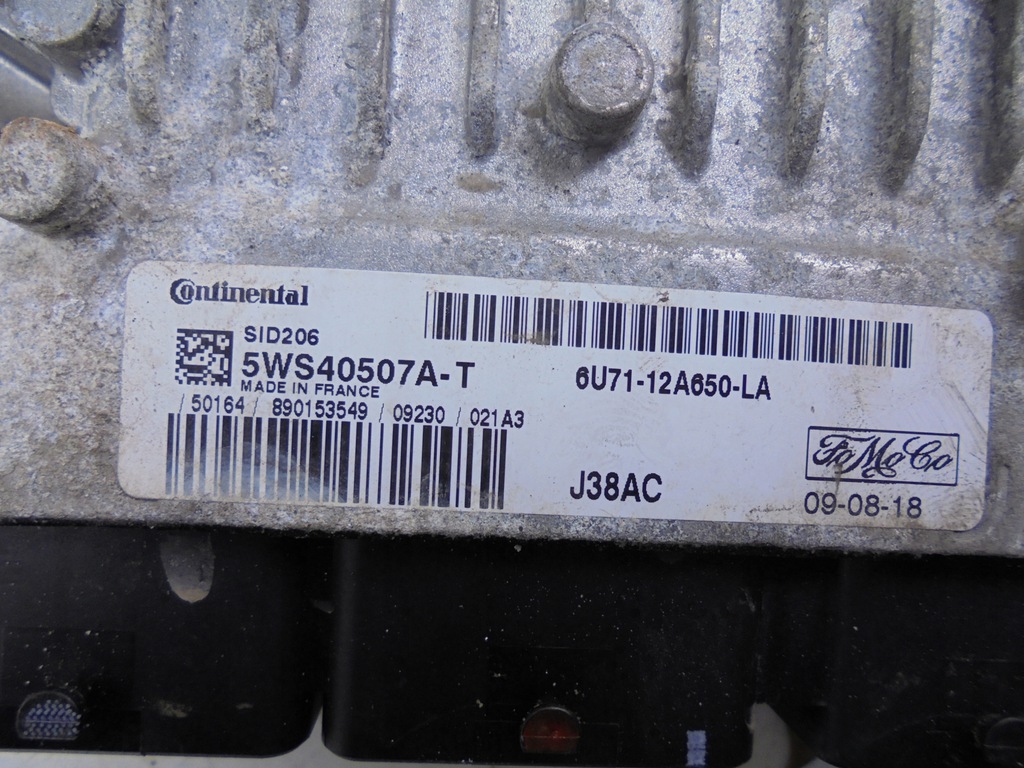 Continental
SID206
5WS40507A-T
MADE IN FRANCE
/ 50164 / 890153549 / 09230 / 021A3
6U71-12A650-LA
J38AC
FoMoCo
09-08-18